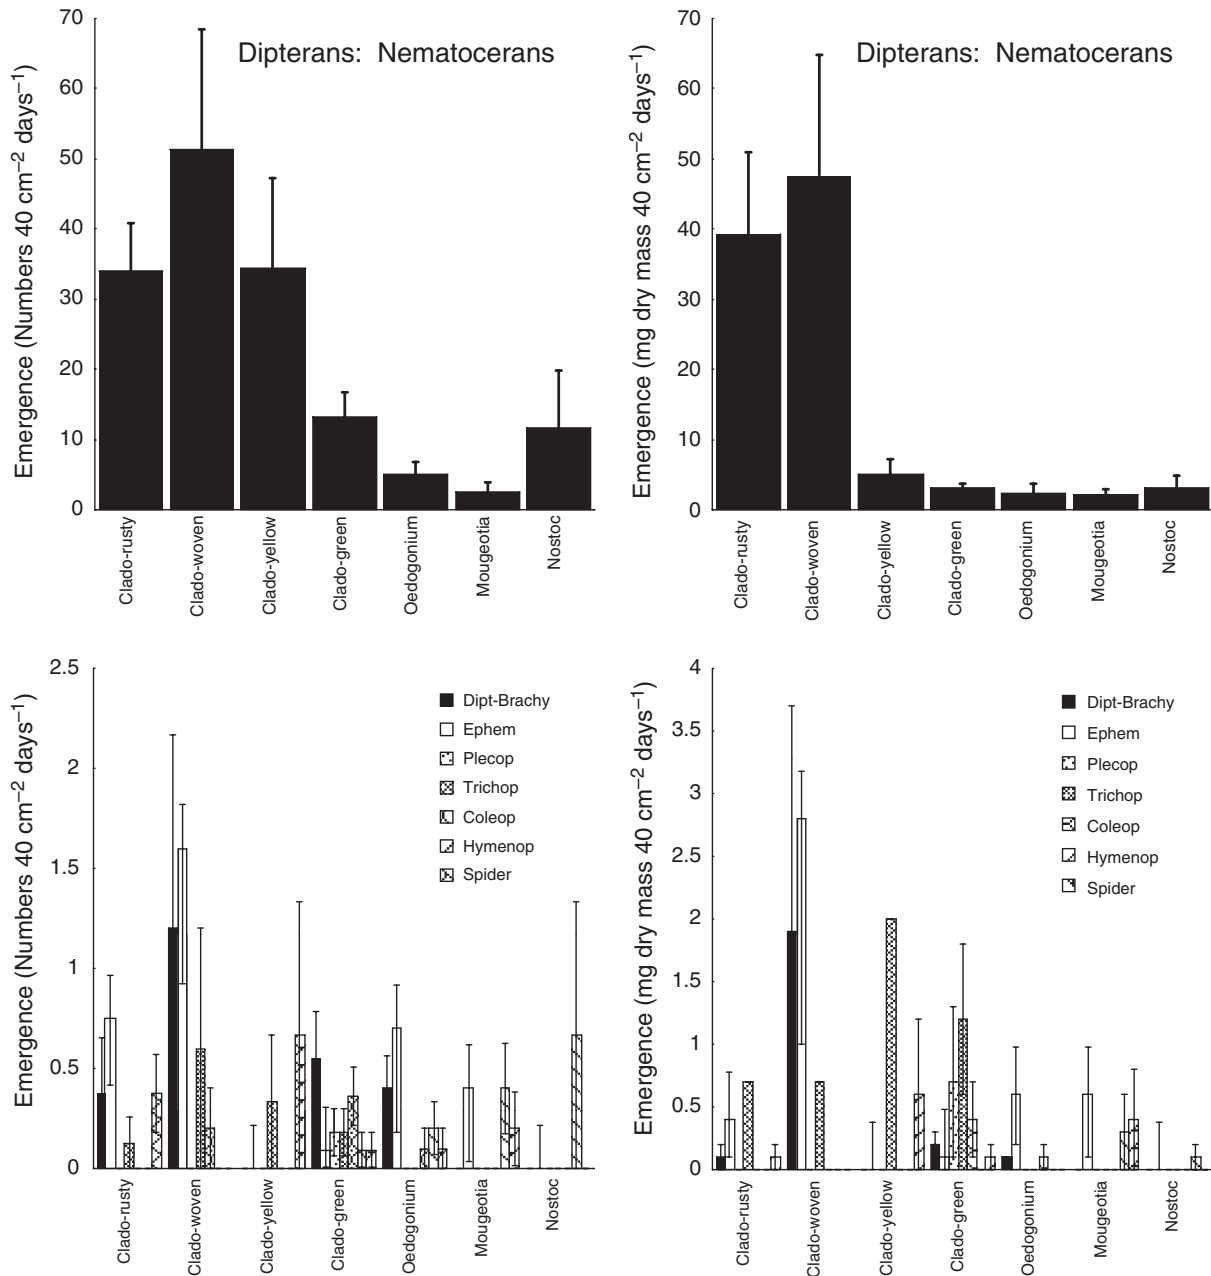 Dipterans: Nematocerans
Emergence (Numbers 40 cm⁻² days⁻¹)
70
60
50
40
30
20
10
0
Clado-rusty
Clado-woven
Clado-yellow
Clado-green
Oedogonium
Mougeotia
Nostoc
Dipterans: Nematocerans
Emergence (mg dry mass 40 cm⁻² days⁻¹)
70
60
50
40
30
20
10
0
Clado-rusty
Clado-woven
Clado-yellow
Clado-green
Oedogonium
Mougeotia
Nostoc
Emergence (Numbers 40 cm⁻² days⁻¹)
2.5
2
1.5
1
0.5
0
Dipt-Brachy
Ephem
Plecop
Trichop
Coleop
Hymenop
Spider
Clado-rusty
Clado-woven
Clado-yellow
Clado-green
Oedogonium
Mougeotia
Nostoc
Emergence (mg dry mass 40 cm⁻² days⁻¹)
4
3.5
3
2.5
2
1.5
1
0.5
0
Dipt-Brachy
Ephem
Plecop
Trichop
Coleop
Hymenop
Spider
Clado-rusty
Clado-woven
Clado-yellow
Clado-green
Oedogonium
Mougeotia
Nostoc